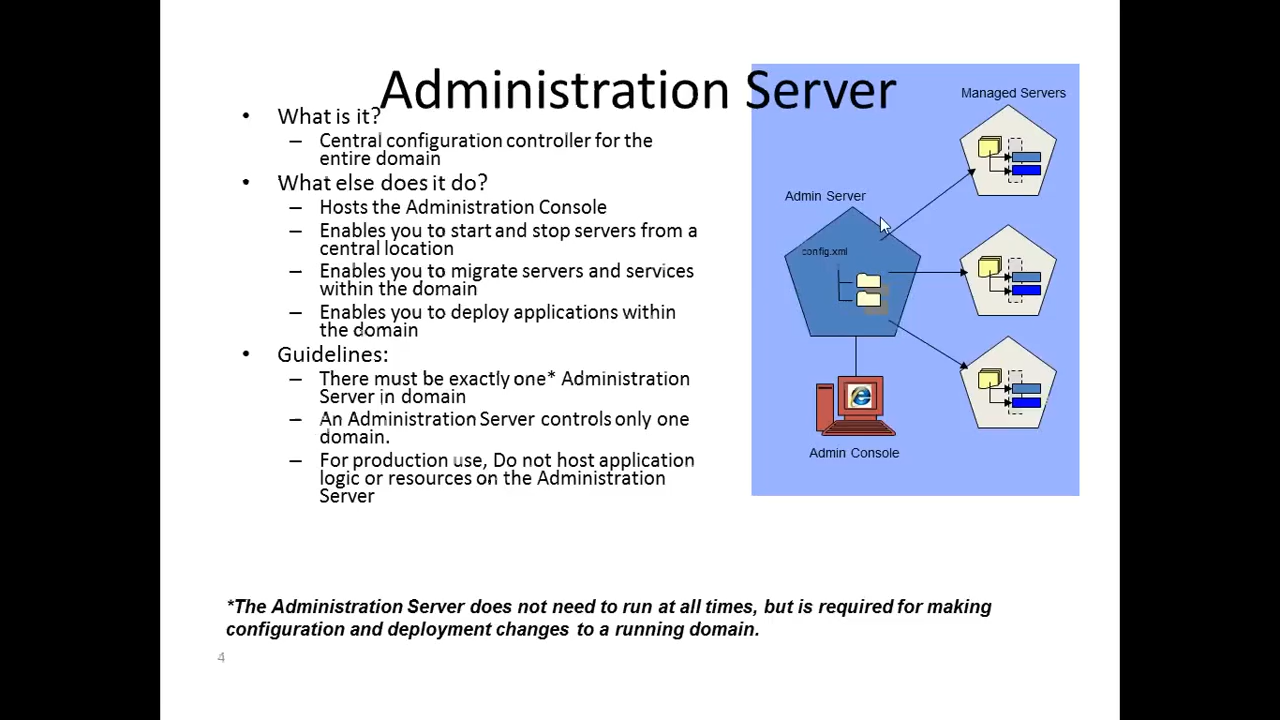 Administration Server
• What is it?
– Central configuration controller for the
entire domain
• What else does it do?
– Hosts the Administration Console
– Enables you to start and stop servers from a
central location
– Enables you to migrate servers and services
within the domain
– Enables you to deploy applications within
the domain
• Guidelines:
– There must be exactly one* Administration
Server in domain
– An Administration Server controls only one
domain.
– For production use, Do not host application
logic or resources on the Administration
Server
Managed Servers
Admin Server
config.xml
Admin Console
*The Administration Server does not need to run at all times, but is required for making
configuration and deployment changes to a running domain.
4